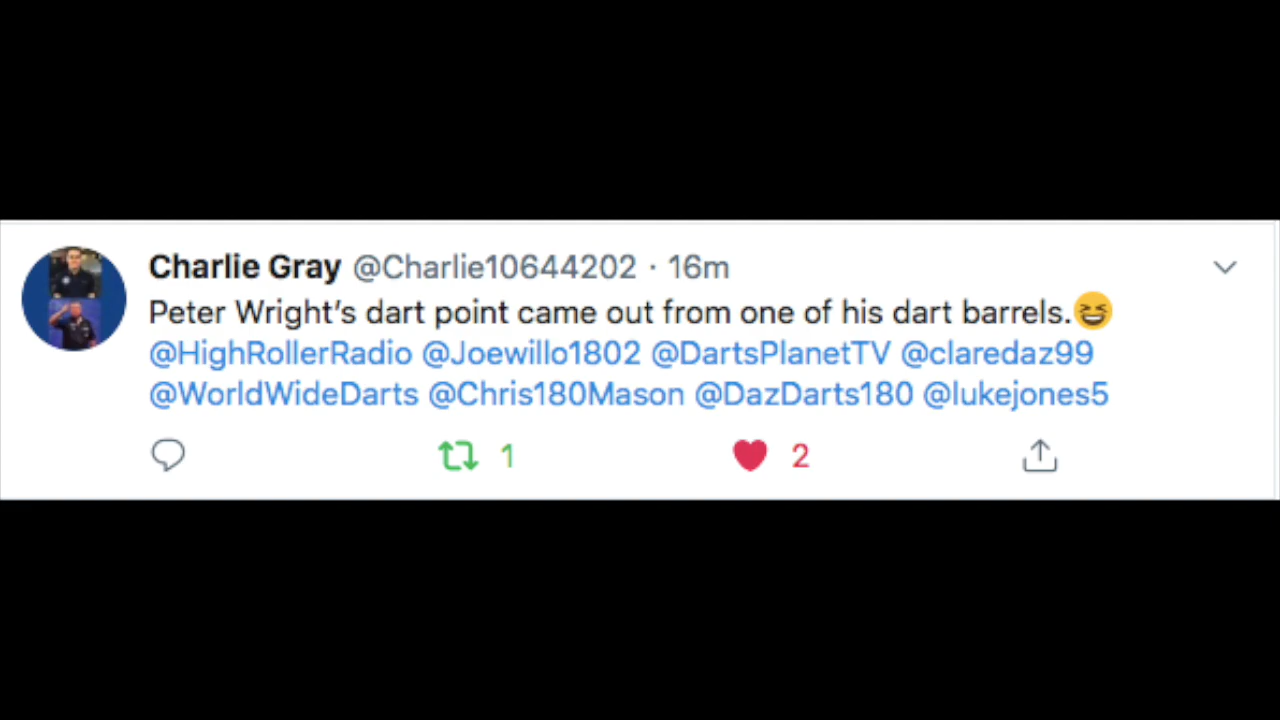 Charlie Gray @Charlie10644202 · 16m
Peter Wright’s dart point came out from one of his dart barrels.😆
@HighRollerRadio @Joewillo1802 @DartsPlanetTV @claredaz99
@WorldWideDarts @Chris180Mason @DazDarts180 @lukejones5
1 2